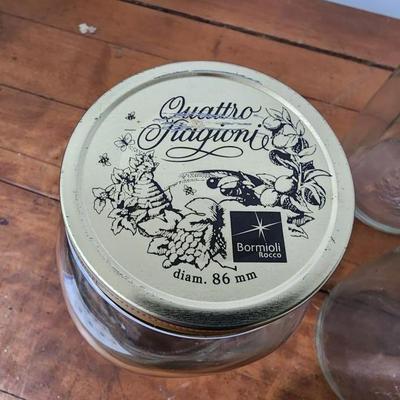 Quattro
Stagioni
Bormioli
Rocco
diam. 86 mm